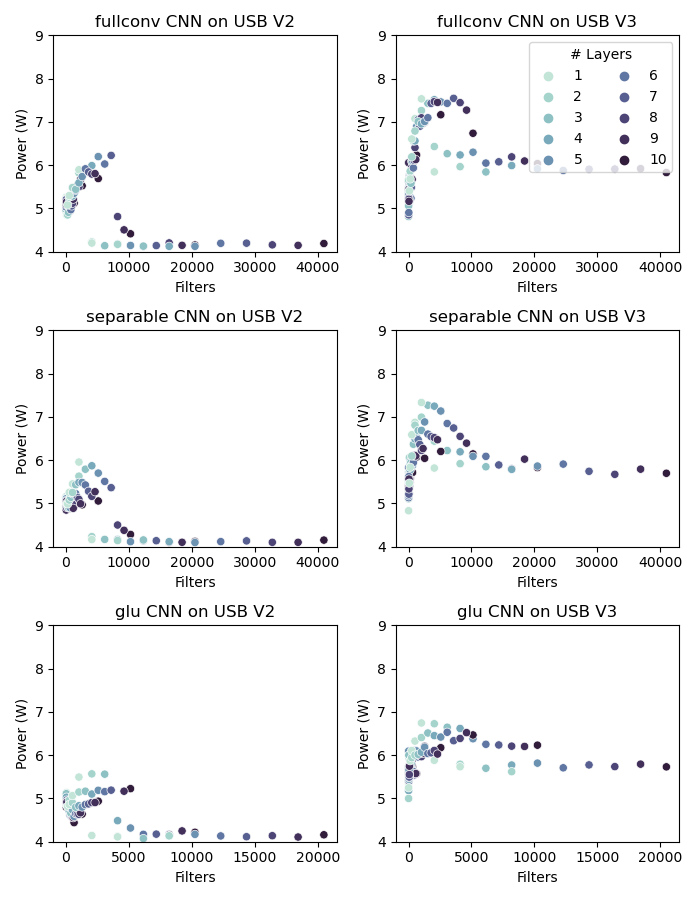 fullconv CNN on USB V2
9
8
7
6
5
4
Power (W)
0 10000 20000 30000 40000
Filters
fullconv CNN on USB V3
9
8
7
6
5
4
Power (W)
# Layers
1 6
2 7
3 8
4 9
5 10
0 10000 20000 30000 40000
Filters
separable CNN on USB V2
9
8
7
6
5
4
Power (W)
0 10000 20000 30000 40000
Filters
separable CNN on USB V3
9
8
7
6
5
4
Power (W)
0 10000 20000 30000 40000
Filters
glu CNN on USB V2
9
8
7
6
5
4
Power (W)
0 5000 10000 15000 20000
Filters
glu CNN on USB V3
9
8
7
6
5
4
Power (W)
0 5000 10000 15000 20000
Filters